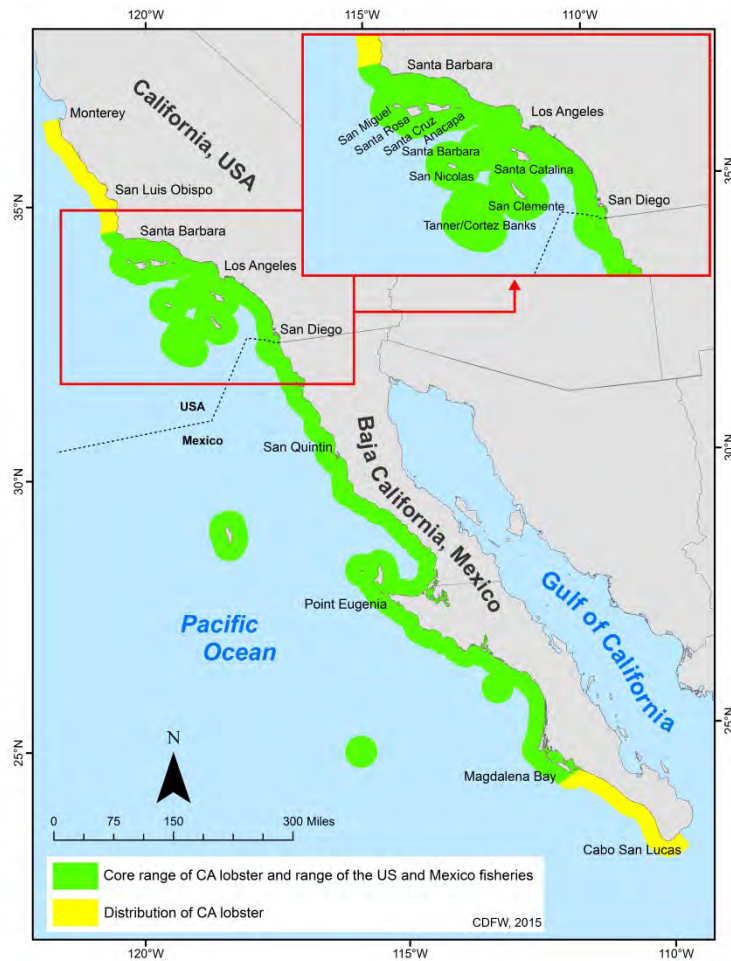 120°W 115°W 110°W
Santa Barbara
Los Angeles
San Miguel
Santa Rosa
Santa Cruz
Anacapa
Santa Barbara
San Nicolas
Santa Catalina
San Clemente
San Diego
Tanner/Cortez Banks
Monterey
California, USA
San Luis Obispo
35°N
35°N
Santa Barbara
Los Angeles
San Diego
USA
Mexico
San Quintin
30°N
30°N
Baja California, Mexico
Point Eugenia
Gulf of California
Pacific
Ocean
25°N
25°N
N
Magdalena Bay
0 75 150 300 Miles
Cabo San Lucas
Core range of CA lobster and range of the US and Mexico fisheries
Distribution of CA lobster
CDFW, 2015
120°W 115°W 110°W